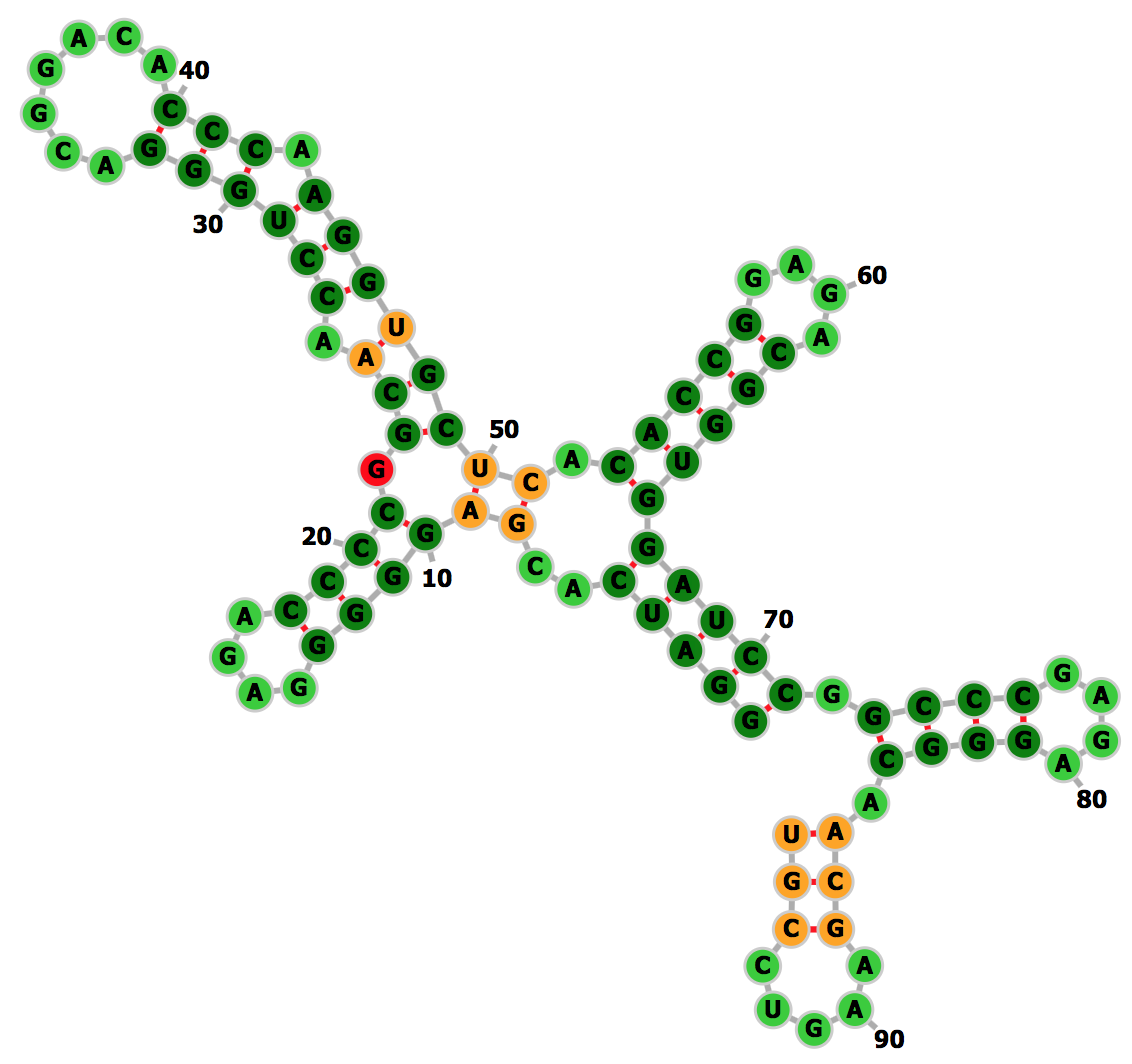 G G A U C A C G A G
10
G G G G A G A C C C
20
C G G C A A C C U G
30
G G A C G G A C A C
40
C C A A G G U G C U
50
C A C A C C G G A G
60
A C G G U G G A U C
70
C G G C C C G A G A
80
G G G C A A C G A A
90
G U C C G U